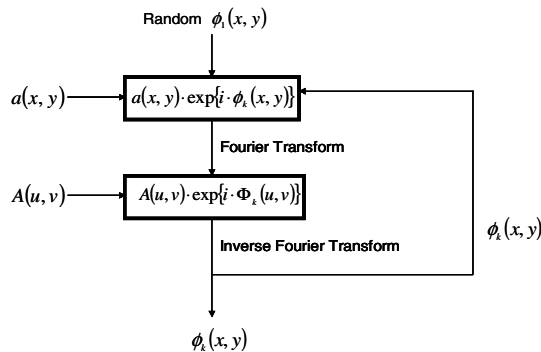 Random ϕ₁(x, y)
a(x, y)
a(x, y)·exp{i·ϕₖ(x, y)}
Fourier Transform
A(u, v)
A(u, v)·exp{i·Φₖ(u, v)}
Inverse Fourier Transform
ϕₖ(x, y)
ϕₖ(x, y)